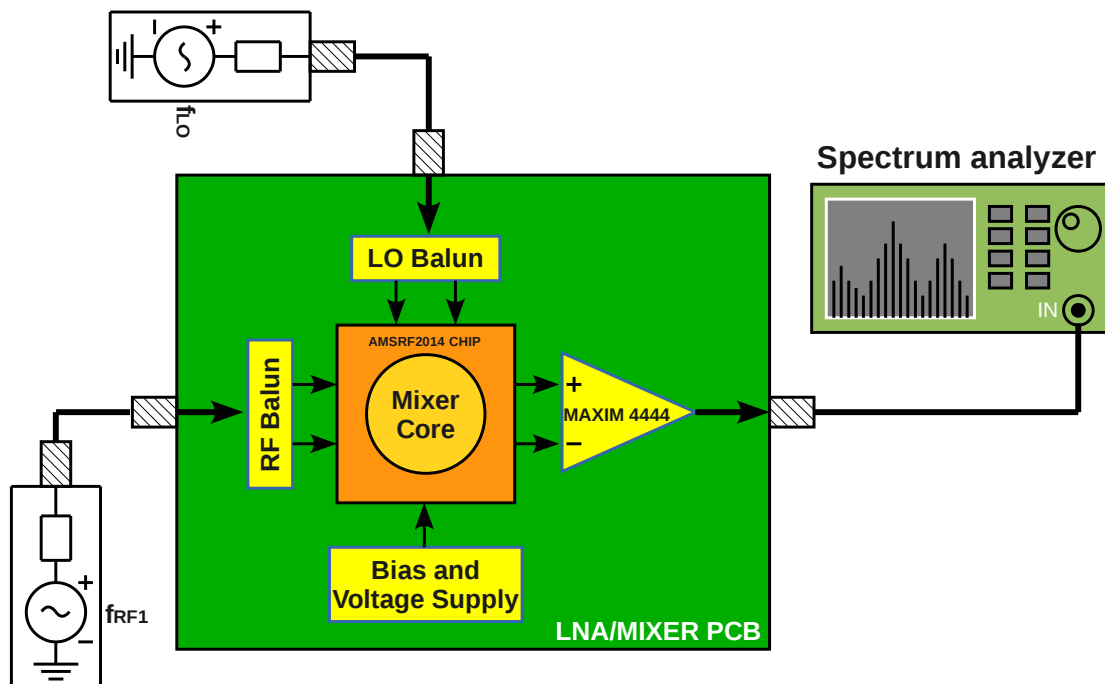 fLO
Spectrum analyzer
IN
LO Balun
AMSRF2014 CHIP
Mixer
Core
RF Balun
+
MAXIM 4444
−
Bias and
Voltage Supply
LNA/MIXER PCB
fRF1
+
−
− +